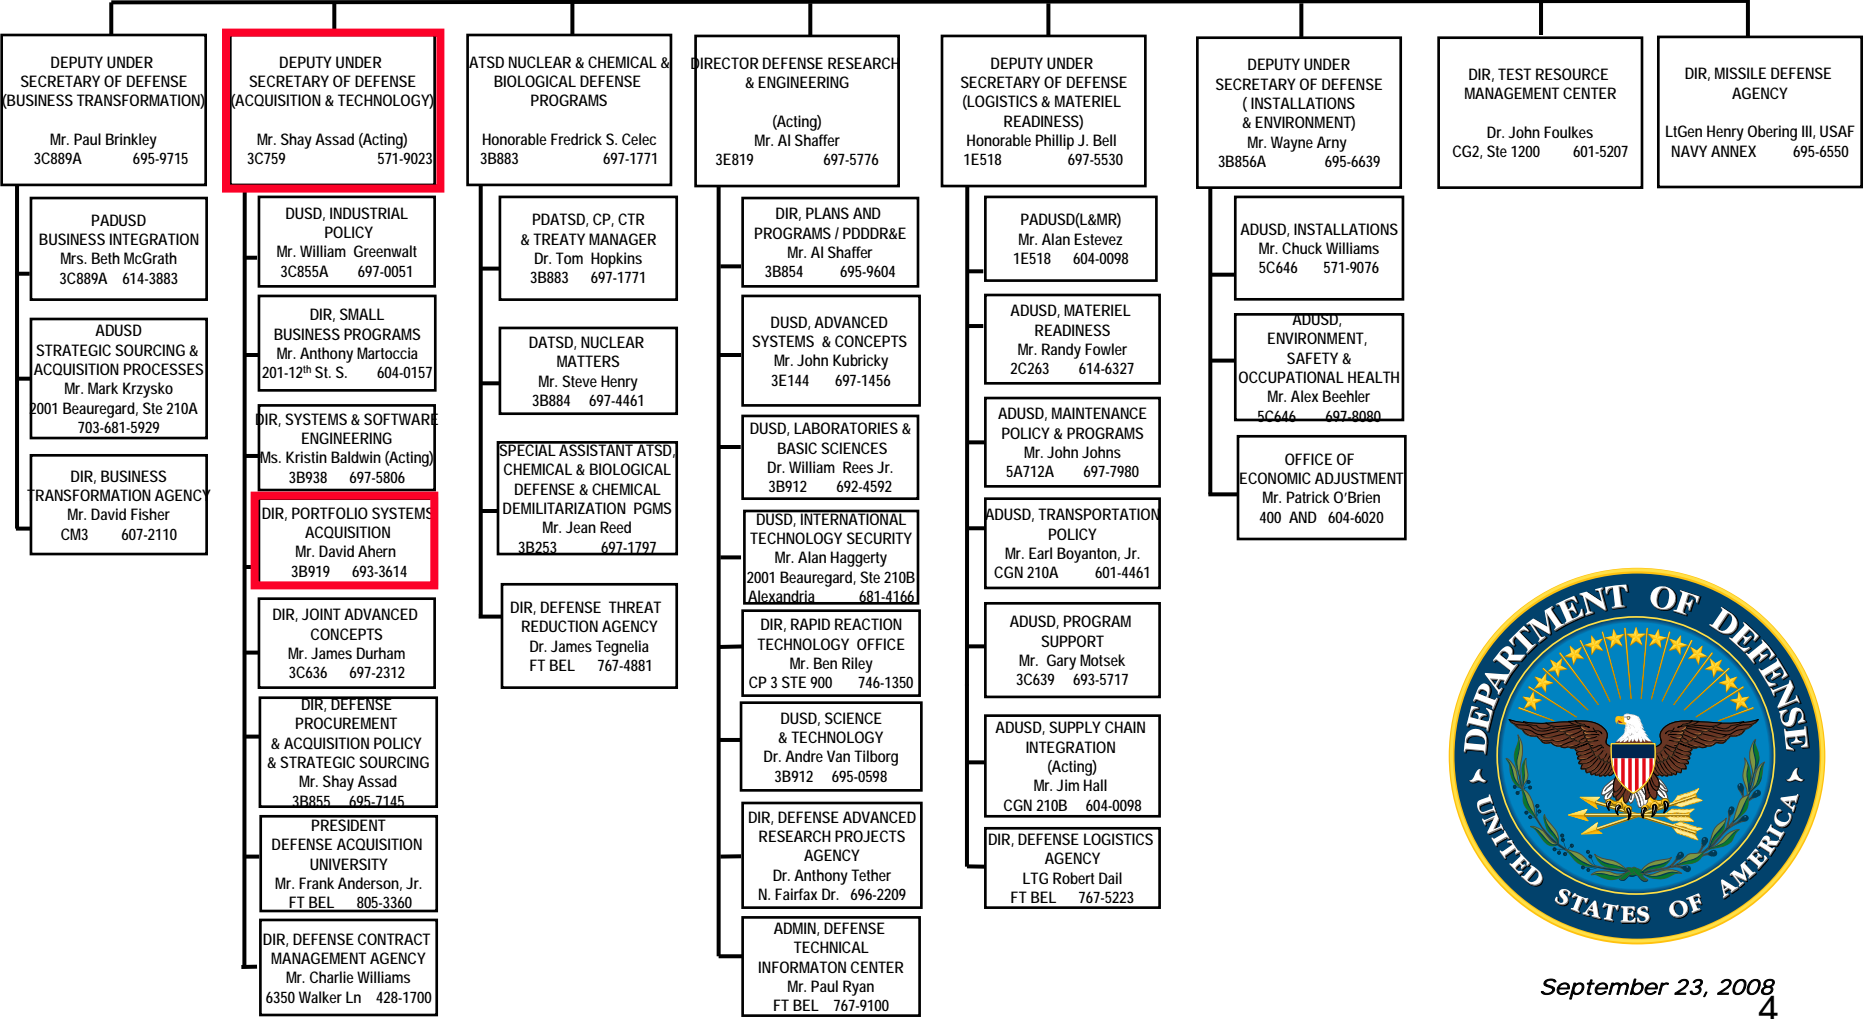 DEPUTY UNDER
SECRETARY OF DEFENSE
(BUSINESS TRANSFORMATION)
Mr. Paul Brinkley
3C889A 695-9715
PADUSD
BUSINESS INTEGRATION
Mrs. Beth McGrath
3C889A 614-3883
ADUSD
STRATEGIC SOURCING &
ACQUISITION PROCESSES
Mr. Mark Krzysko
2001 Beauregard, Ste 210A
703-681-5929
DIR, BUSINESS
TRANSFORMATION AGENCY
Mr. David Fisher
CM3 607-2110
DEPUTY UNDER
SECRETARY OF DEFENSE
(ACQUISITION & TECHNOLOGY)
Mr. Shay Assad (Acting)
3C759 571-9023
DUSD, INDUSTRIAL
POLICY
Mr. William Greenwalt
3C855A 697-0051
DIR, SMALL
BUSINESS PROGRAMS
Mr. Anthony Martoccia
201-12th St. S. 604-0157
DIR, SYSTEMS & SOFTWARE
ENGINEERING
Ms. Kristin Baldwin (Acting)
3B938 697-5806
DIR, PORTFOLIO SYSTEMS
ACQUISITION
Mr. David Ahern
3B919 693-3614
DIR, JOINT ADVANCED
CONCEPTS
Mr. James Durham
3C636 697-2312
DIR, DEFENSE
PROCUREMENT
& ACQUISITION POLICY
& STRATEGIC SOURCING
Mr. Shay Assad
3B855 695-7145
PRESIDENT
DEFENSE ACQUISITION
UNIVERSITY
Mr. Frank Anderson, Jr.
FT BEL 805-3360
DIR, DEFENSE CONTRACT
MANAGEMENT AGENCY
Mr. Charlie Williams
6350 Walker Ln 428-1700
ATSD NUCLEAR & CHEMICAL &
BIOLOGICAL DEFENSE
PROGRAMS
Honorable Fredrick S. Celec
3B883 697-1771
PDATSD, CP, CTR
& TREATY MANAGER
Dr. Tom Hopkins
3B883 697-1771
DATSD, NUCLEAR
MATTERS
Mr. Steve Henry
3B884 697-4461
SPECIAL ASSISTANT ATSD,
CHEMICAL & BIOLOGICAL
DEFENSE & CHEMICAL
DEMILITARIZATION PGMS
Mr. Jean Reed
3B253 697-1797
DIR, DEFENSE THREAT
REDUCTION AGENCY
Dr. James Tegnelia
FT BEL 767-4881
DIRECTOR DEFENSE RESEARCH
& ENGINEERING
(Acting)
Mr. Al Shaffer
3E819 697-5776
DIR, PLANS AND
PROGRAMS / PDDDR&E
Mr. Al Shaffer
3B854 695-9604
DUSD, ADVANCED
SYSTEMS & CONCEPTS
Mr. John Kubricky
3E144 697-1456
DUSD, LABORATORIES &
BASIC SCIENCES
Dr. William Rees Jr.
3B912 692-4592
DUSD, INTERNATIONAL
TECHNOLOGY SECURITY
Mr. Alan Haggerty
2001 Beauregard, Ste 210B
Alexandria 681-4166
DIR, RAPID REACTION
TECHNOLOGY OFFICE
Mr. Ben Riley
CP 3 STE 900 746-1350
DUSD, SCIENCE
& TECHNOLOGY
Dr. Andre Van Tilborg
3B912 695-0598
DIR, DEFENSE ADVANCED
RESEARCH PROJECTS
AGENCY
Dr. Anthony Tether
N. Fairfax Dr. 696-2209
ADMIN, DEFENSE
TECHNICAL
INFORMATON CENTER
Mr. Paul Ryan
FT BEL 767-9100
DEPUTY UNDER
SECRETARY OF DEFENSE
(LOGISTICS & MATERIEL
READINESS)
Honorable Phillip J. Bell
1E518 697-5530
PADUSD(L&MR)
Mr. Alan Estevez
1E518 604-0098
ADUSD, MATERIEL
READINESS
Mr. Randy Fowler
2C263 614-6327
ADUSD, MAINTENANCE
POLICY & PROGRAMS
Mr. John Johns
5A712A 697-7980
ADUSD, TRANSPORTATION
POLICY
Mr. Earl Boyanton, Jr.
CGN 210A 601-4461
ADUSD, PROGRAM
SUPPORT
Mr. Gary Motsek
3C639 693-5717
ADUSD, SUPPLY CHAIN
INTEGRATION
(Acting)
Mr. Jim Hall
CGN 210B 604-0098
DIR, DEFENSE LOGISTICS
AGENCY
LTG Robert Dail
FT BEL 767-5223
DEPUTY UNDER
SECRETARY OF DEFENSE
( INSTALLATIONS
& ENVIRONMENT)
Mr. Wayne Arny
3B856A 695-6639
ADUSD, INSTALLATIONS
Mr. Chuck Williams
5C646 571-9076
ADUSD,
ENVIRONMENT,
SAFETY &
OCCUPATIONAL HEALTH
Mr. Alex Beehler
5C646 697-8080
OFFICE OF
ECONOMIC ADJUSTMENT
Mr. Patrick O'Brien
400 AND 604-6020
DIR, TEST RESOURCE
MANAGEMENT CENTER
Dr. John Foulkes
CG2, Ste 1200 601-5207
DIR, MISSILE DEFENSE
AGENCY
LtGen Henry Obering III, USAF
NAVY ANNEX 695-6550
DEPARTMENT OF DEFENSE
UNITED STATES OF AMERICA
September 23, 2008
4